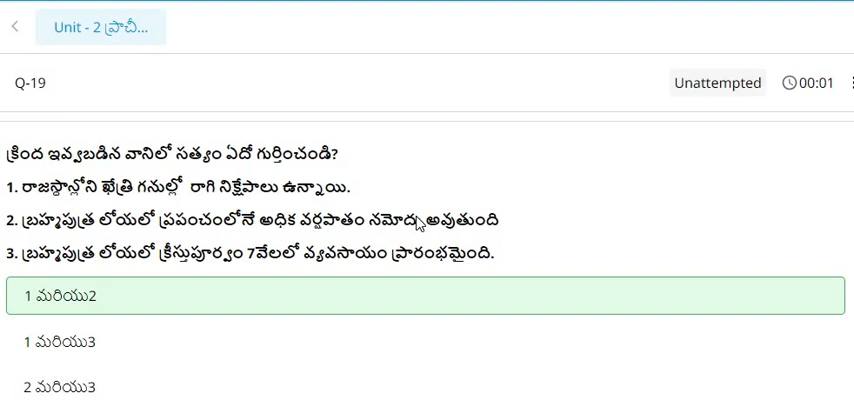 Unit - 2 ప్రాచీ...
Q-19
Unattempted 00:01
క్రింద ఇవ్వబడిన వానిలో సత్యం ఏదో గుర్తించండి?
1. రాజస్థాన్లోని ఖేత్రి గనుల్లో రాగి నిక్షేపాలు ఉన్నాయి.
2. బ్రహ్మపుత్ర లోయలో ప్రపంచంలోనే అధిక వర్షపాతం నమోదు అవుతుంది
3. బ్రహ్మపుత్ర లోయలో క్రీస్తుపూర్వం 7వేలలో వ్యవసాయం ప్రారంభమైంది.
1 మరియు2
1 మరియు3
2 మరియు3